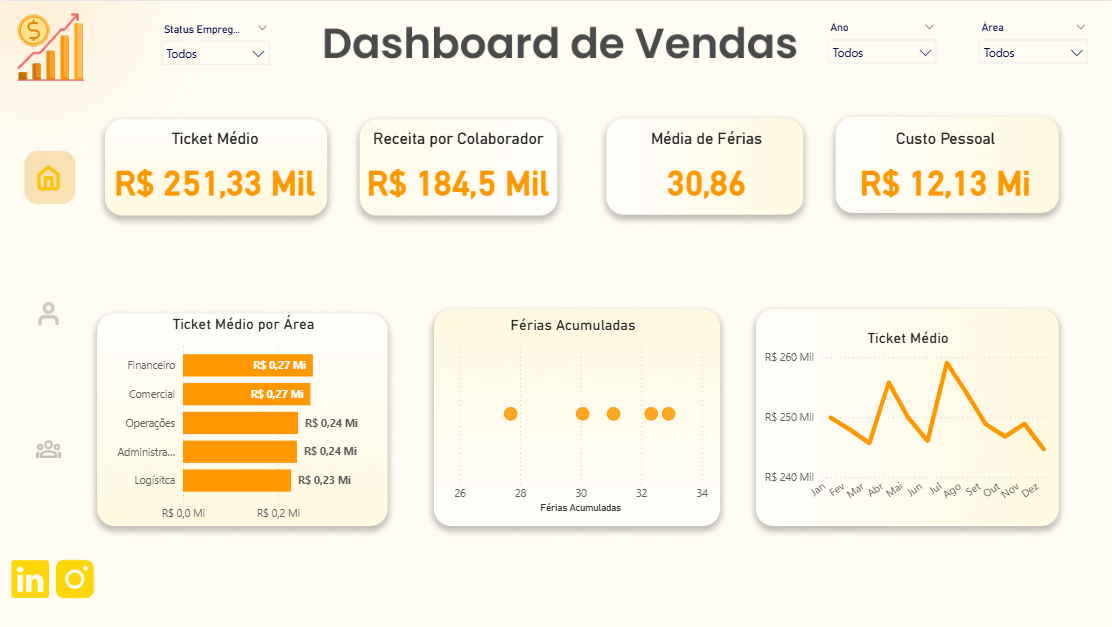 Status Empreg...
Todos
Dashboard de Vendas
Ano
Todos
Área
Todos
Ticket Médio
R$ 251,33 Mil
Receita por Colaborador
R$ 184,5 Mil
Média de Férias
30,86
Custo Pessoal
R$ 12,13 Mi
Ticket Médio por Área
Financeiro R$ 0,27 Mi
Comercial R$ 0,27 Mi
Operações R$ 0,24 Mi
Administra... R$ 0,24 Mi
Logísitca R$ 0,23 Mi
R$ 0,0 Mi R$ 0,2 Mi
Férias Acumuladas
26 28 30 32 34
Férias Acumuladas
Ticket Médio
R$ 260 Mil
R$ 250 Mil
R$ 240 Mil
Jan Fev Mar Abr Mai Jun Jul Ago Set Out Nov Dez
in